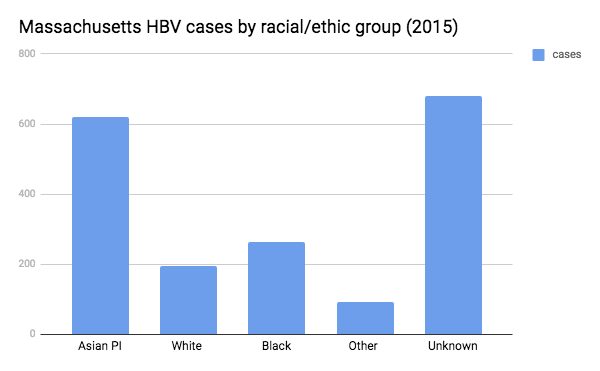 Massachusetts HBV cases by racial/ethic group (2015)
cases
800
600
400
200
0
Asian PI
White
Black
Other
Unknown